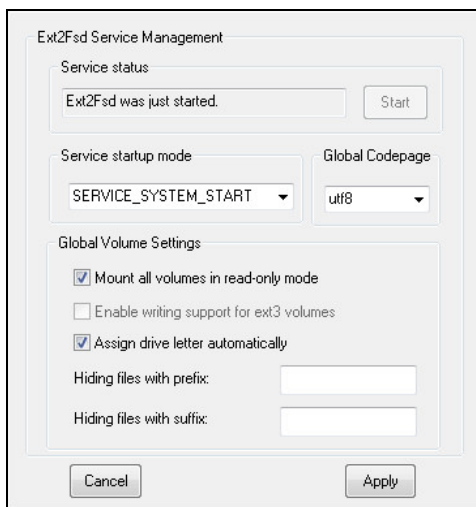 Ext2Fsd Service Management
Service status
Ext2Fsd was just started.
Start
Service startup mode
Global Codepage
SERVICE_SYSTEM_START
utf8
Global Volume Settings
Mount all volumes in read-only mode
Enable writing support for ext3 volumes
Assign drive letter automatically
Hiding files with prefix:
Hiding files with suffix:
Cancel
Apply